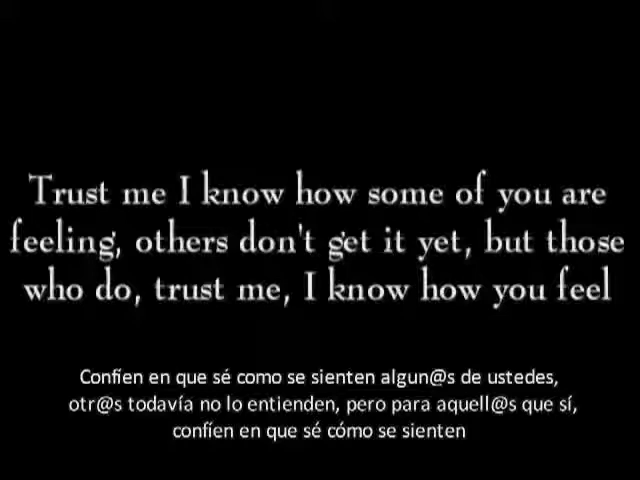 Trust me I know how some of you are
feeling, others don't get it yet, but those
who do, trust me, I know how you feel
Confíen en que sé como se sienten algun@s de ustedes,
otr@s todavía no lo entienden, pero para aquell@s que sí,
confíen en que sé cómo se sienten